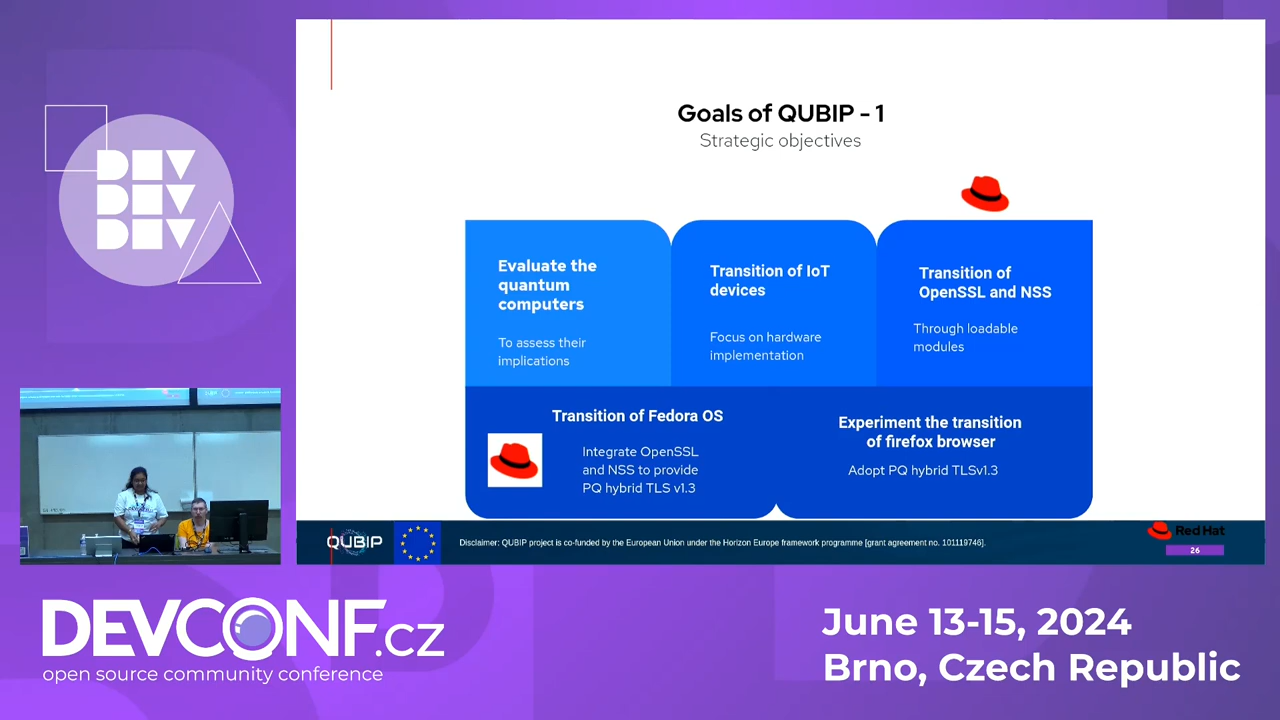 DEV
DEV
DEV
Goals of QUBIP - 1
Strategic objectives
Evaluate the
quantum
computers
To assess their
implications
Transition of IoT
devices
Focus on hardware
implementation
Transition of
OpenSSL and NSS
Through loadable
modules
Transition of Fedora OS
Integrate OpenSSL
and NSS to provide
PQ hybrid TLS v1.3
Experiment the transition
of firefox browser
Adopt PQ hybrid TLSv1.3
QUBIP
Disclaimer: QUBIP project is co-funded by the European Union under the Horizon Europe framework programme [grant agreement no. 101119746].
Red Hat
26
DEVCONF.cz
open source community conference
June 13-15, 2024
Brno, Czech Republic